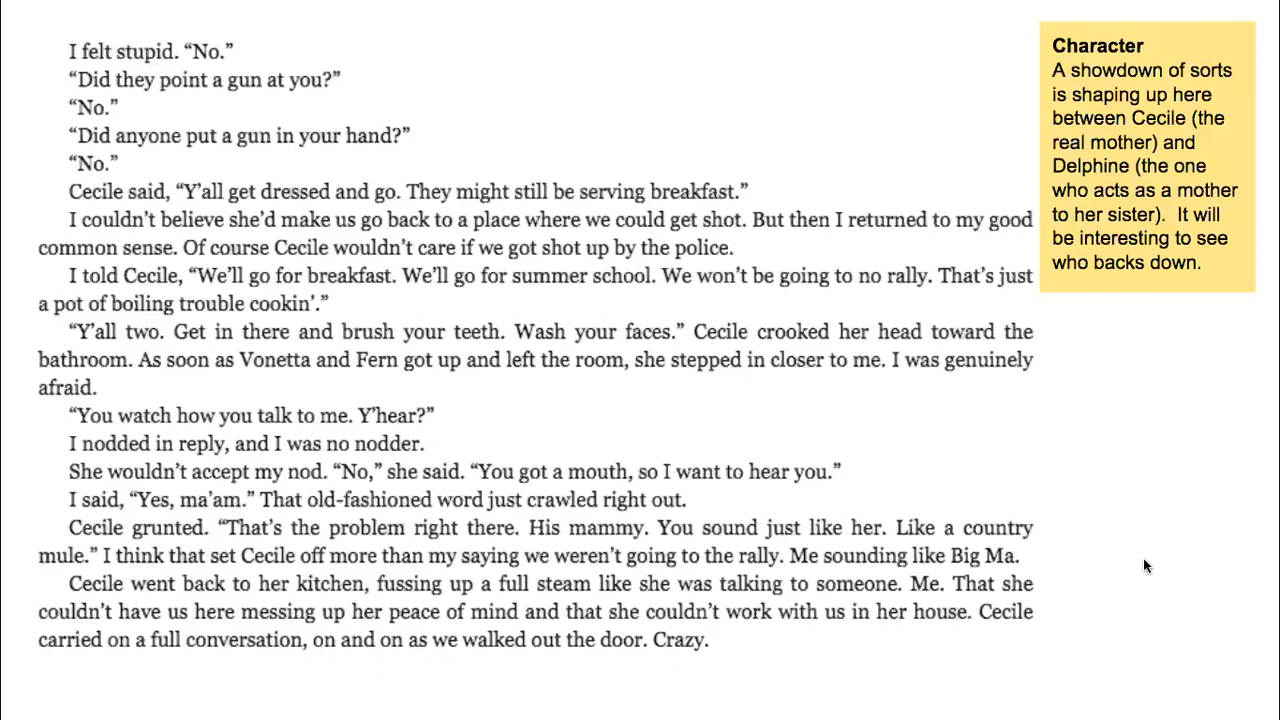 I felt stupid. “No.”
“Did they point a gun at you?”
“No.”
“Did anyone put a gun in your hand?”
“No.”
Cecile said, “Y’all get dressed and go. They might still be serving breakfast.”
I couldn’t believe she’d make us go back to a place where we could get shot. But then I returned to my good
common sense. Of course Cecile wouldn’t care if we got shot up by the police.
I told Cecile, “We’ll go for breakfast. We’ll go for summer school. We won’t be going to no rally. That’s just
a pot of boiling trouble cookin’.”
“Y’all two. Get in there and brush your teeth. Wash your faces.” Cecile crooked her head toward the
bathroom. As soon as Vonetta and Fern got up and left the room, she stepped in closer to me. I was genuinely
afraid.
“You watch how you talk to me. Y’hear?”
I nodded in reply, and I was no nodder.
She wouldn’t accept my nod. “No,” she said. “You got a mouth, so I want to hear you.”
I said, “Yes, ma’am.” That old-fashioned word just crawled right out.
Cecile grunted. “That’s the problem right there. His mammy. You sound just like her. Like a country
mule.” I think that set Cecile off more than my saying we weren’t going to the rally. Me sounding like Big Ma.
Cecile went back to her kitchen, fussing up a full steam like she was talking to someone. Me. That she
couldn’t have us here messing up her peace of mind and that she couldn’t work with us in her house. Cecile
carried on a full conversation, on and on as we walked out the door. Crazy.
Character
A showdown of sorts
is shaping up here
between Cecile (the
real mother) and
Delphine (the one
who acts as a mother
to her sister).  It will
be interesting to see
who backs down.